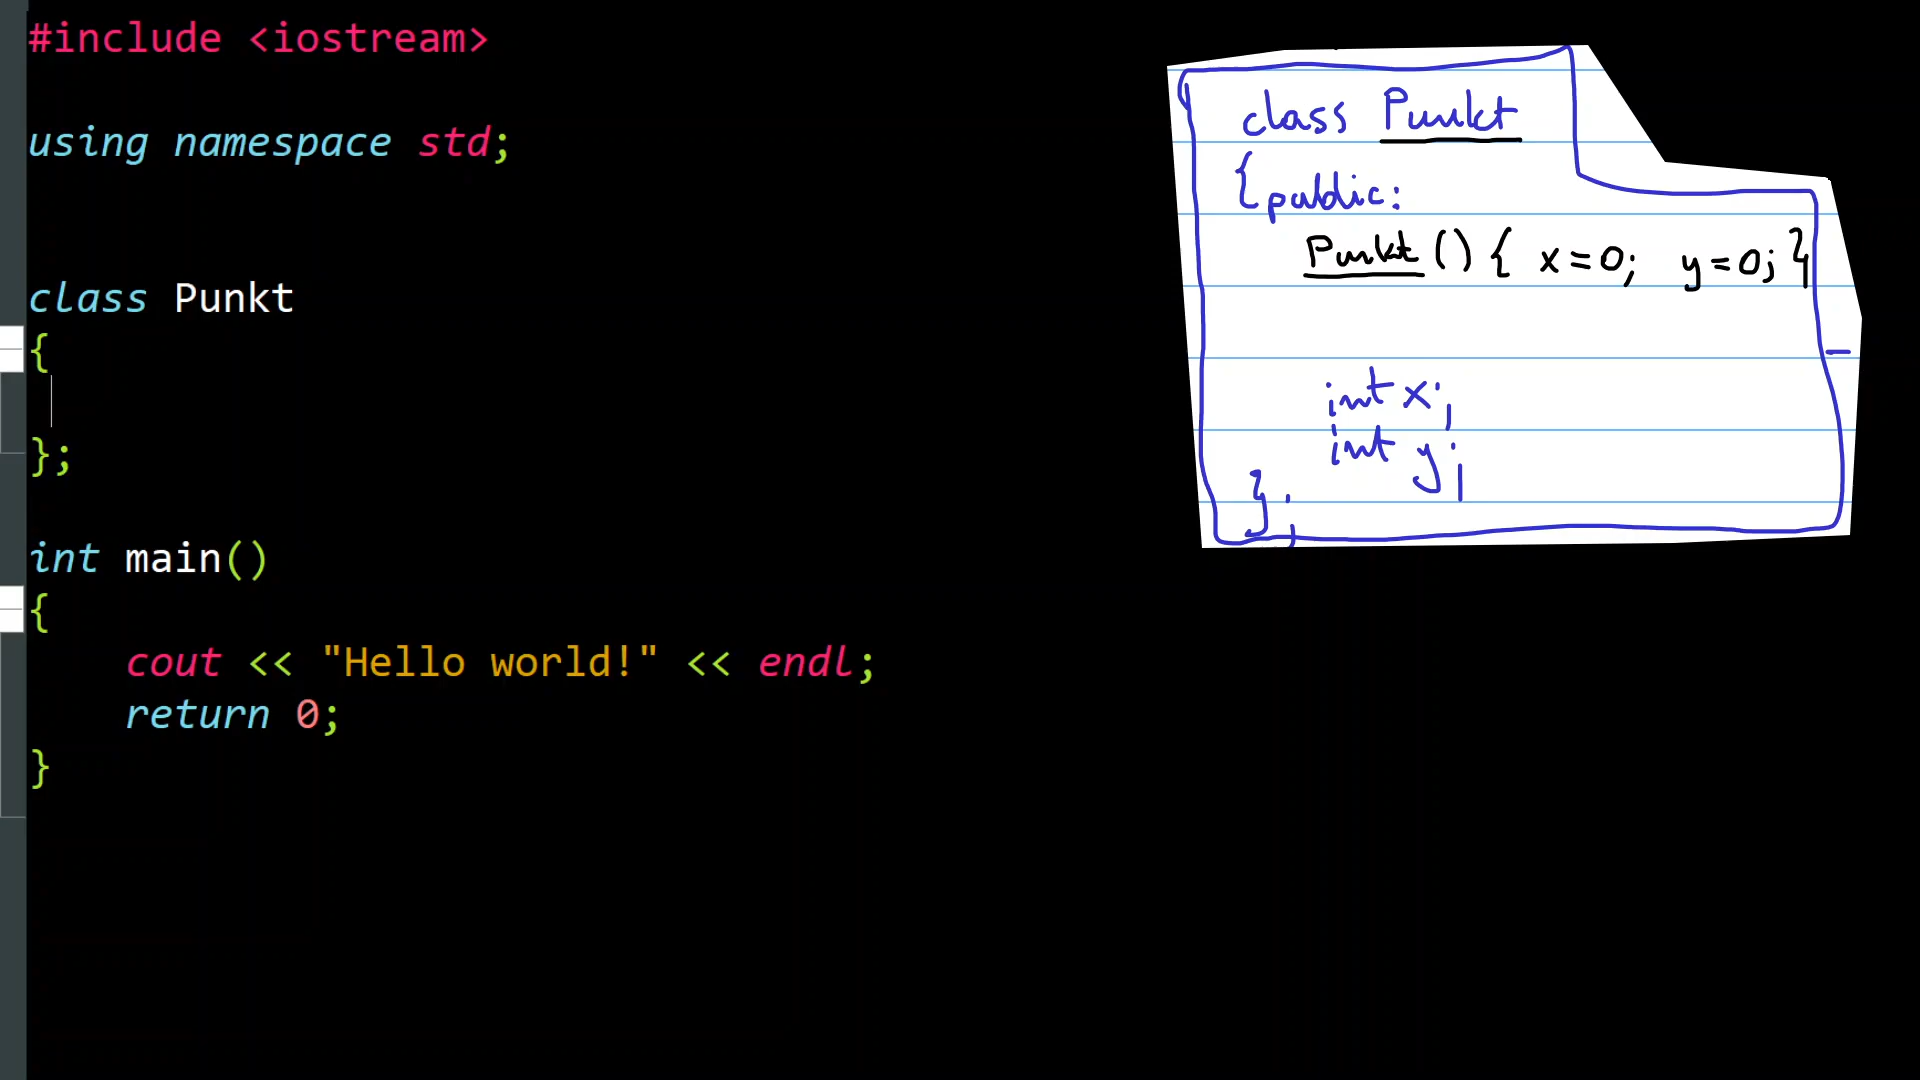 #include <iostream>
using namespace std;
class Punkt
{
};
int main()
{
cout << "Hello world!" << endl;
return 0;
}
class Punkt
{ public:
Punkt () { x=0; y=0; }
int x;
int y;
};